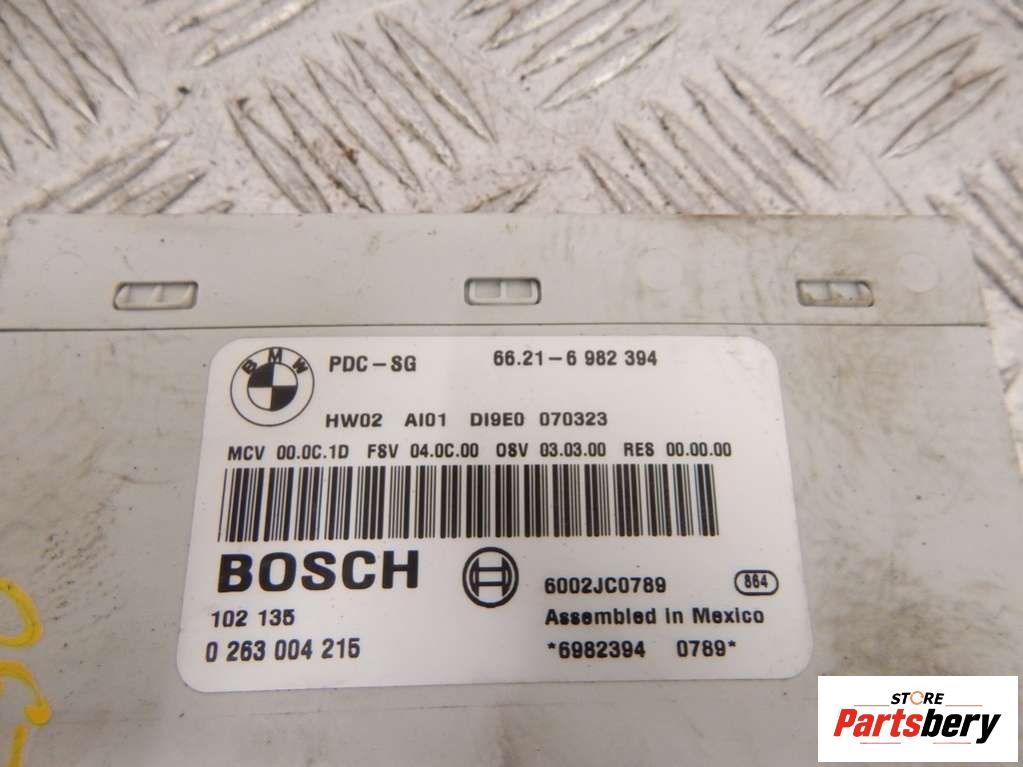 BMW
PDC-SG 66.21-6 982 394
HW02 AI01 DI9E0 070323
MCV 00.0C.1D FSV 04.0C.00 OSV 03.03.00 RES 00.00.00
BOSCH
6002JC0789 864
102 135 Assembled in Mexico
0 263 004 215 *6982394 0789*
STORE
Partsbery